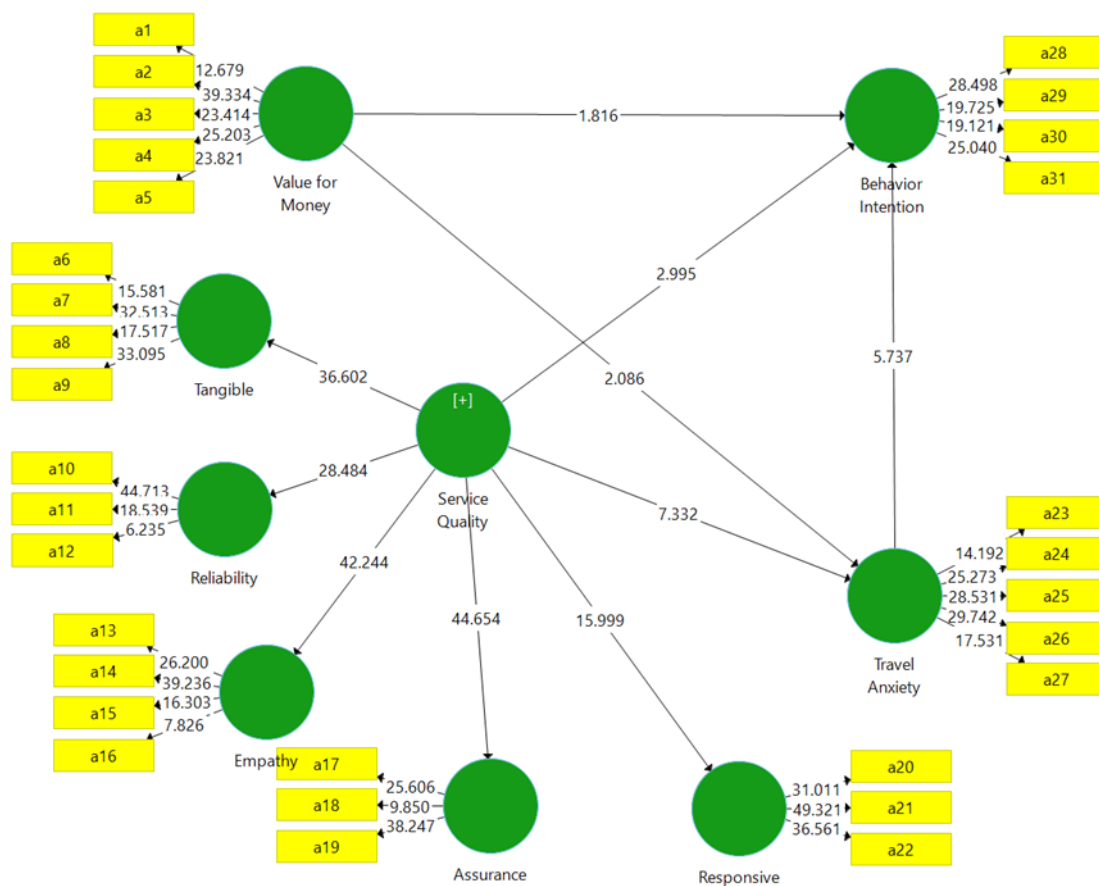 a1
a2
a3
a4
a5
12.679
39.334
23.414
25.203
23.821
Value for
Money
1.816
a28
a29
a30
a31
28.498
19.725
19.121
25.040
Behavior
Intention
a6
a7
a8
a9
15.581
32.513
17.517
33.095
Tangible
36.602
2.995
2.086
5.737
[+]
Service
Quality
a10
a11
a12
44.713
18.539
6.235
Reliability
28.484
7.332
a23
a24
a25
a26
a27
14.192
25.273
28.531
29.742
17.531
Travel
Anxiety
42.244
44.654
15.999
a13
a14
a15
a16
26.200
39.236
16.303
7.826
Empathy
a17
a18
a19
25.606
9.850
38.247
Assurance
a20
a21
a22
31.011
49.321
36.561
Responsive